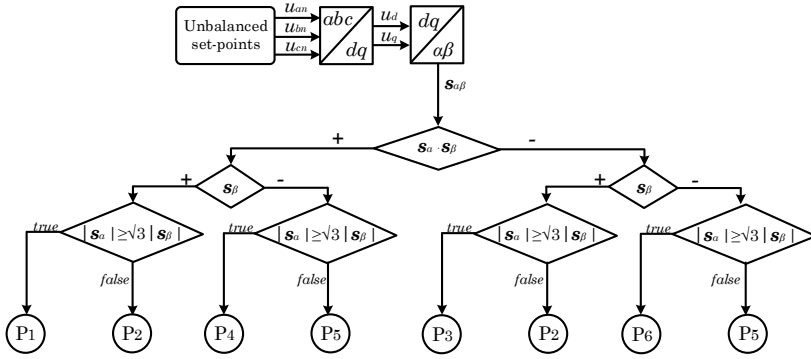 Unbalanced
set-points
u_an
u_bn
u_cn
abc
dq
u_d
u_q
dq
αβ
s_αβ
+
s_α · s_β
-
+
s_β
-
+
s_β
-
true
|s_α|≥√3|s_β|
true
|s_α|≥√3|s_β|
true
|s_α|≥√3|s_β|
true
|s_α|≥√3|s_β|
false
false
false
false
P1
P2
P4
P5
P3
P2
P6
P5